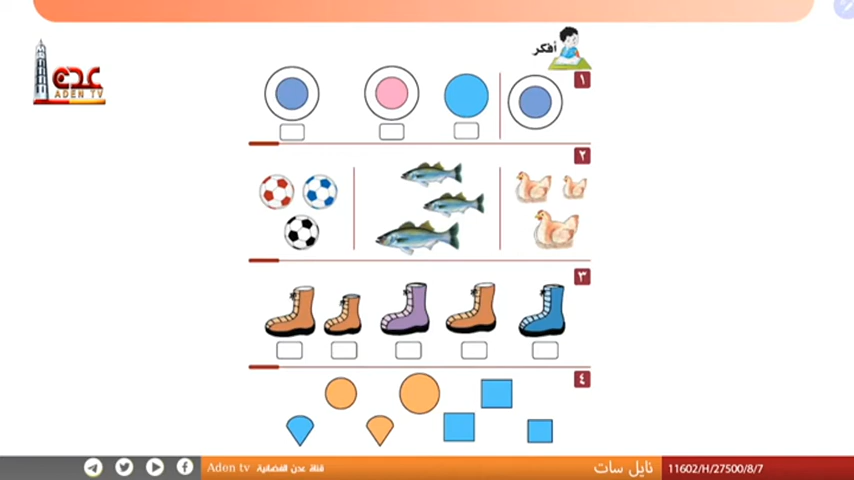 أفكر
١
عدن
ADEN TV
٢
٣
٤
Aden tv قناة عدن الفضائية
نايل سات
11602/H/27500/8/7